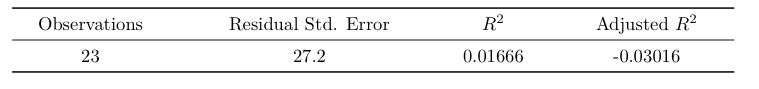 Observations Residual Std. Error R² Adjusted R²
23 27.2 0.01666 -0.03016